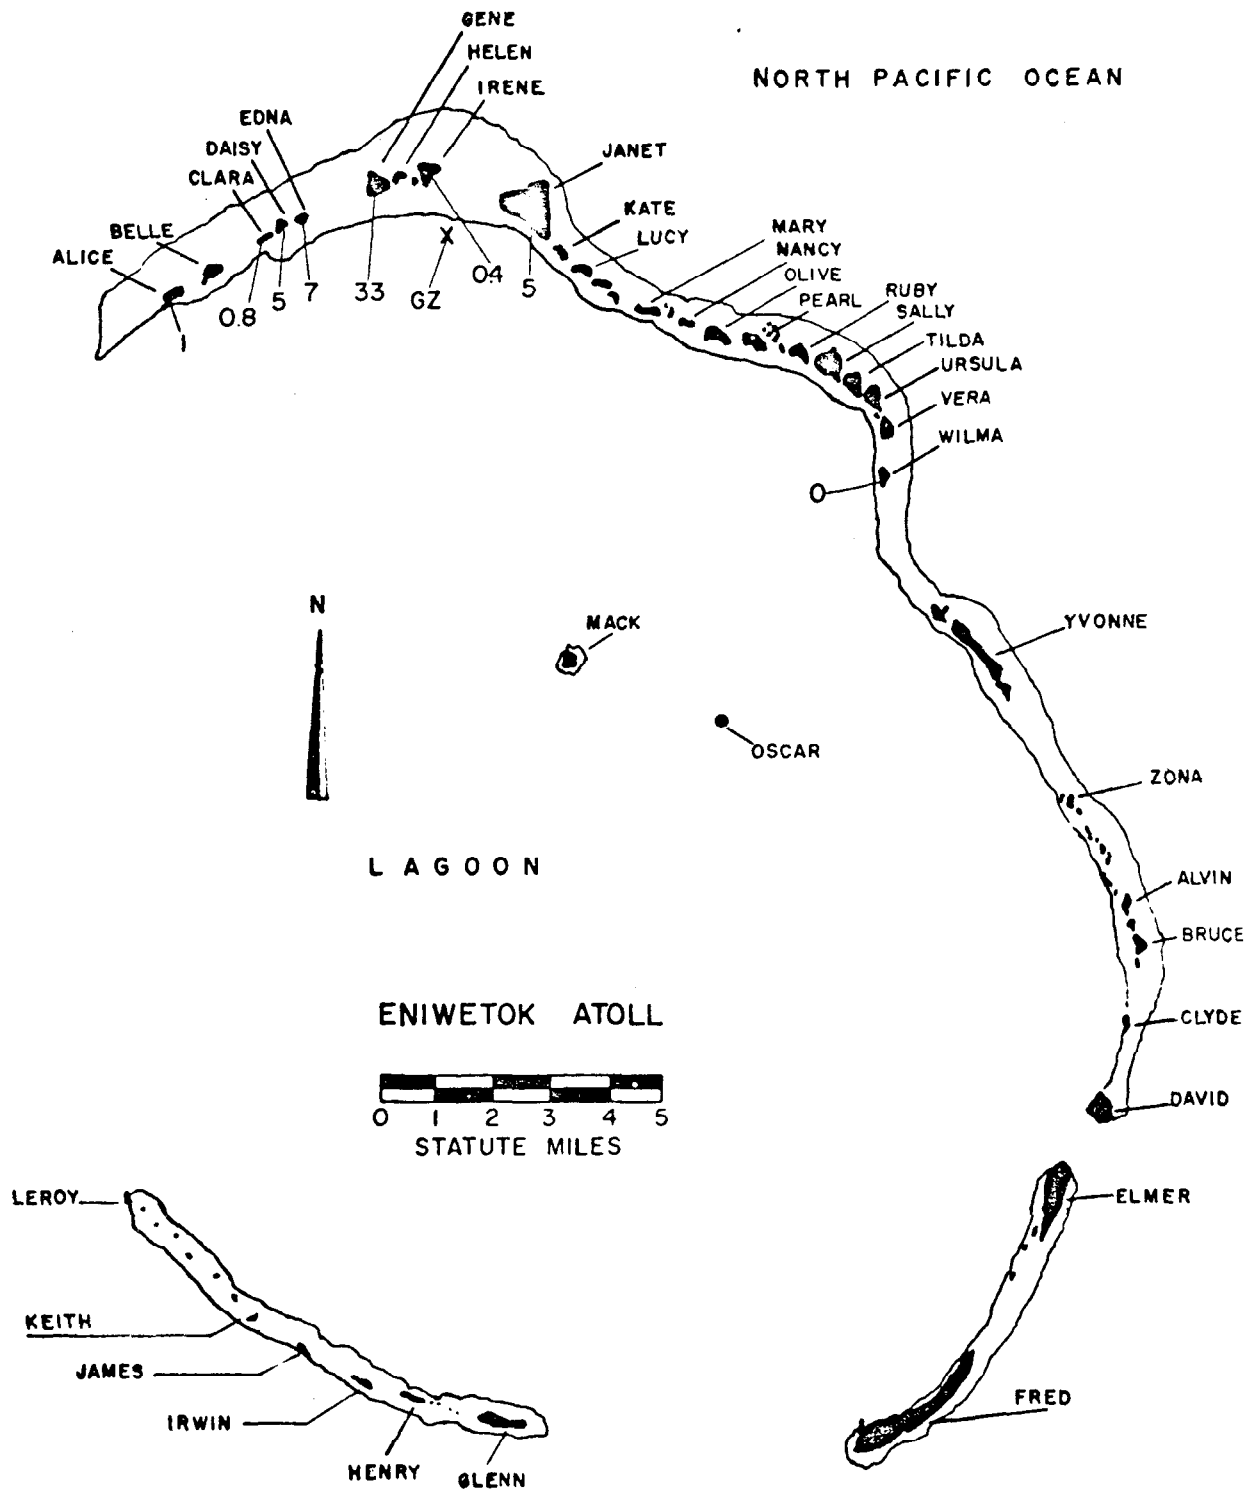 GENE
HELEN
IRENE
NORTH PACIFIC OCEAN
EDNA
DAISY
CLARA
JANET
BELLE
ALICE
KATE
LUCY
MARY
NANCY
OLIVE
PEARL
RUBY
SALLY
TILDA
URSULA
VERA
WILMA
1
0.8
5
7
33
GZ
X
0.4
5
0
N
MACK
YVONNE
OSCAR
ZONA
LAGOON
ALVIN
BRUCE
ENIWETOK ATOLL
CLYDE
0 1 2 3 4 5
STATUTE MILES
DAVID
LEROY
ELMER
KEITH
JAMES
IRWIN
HENRY
GLENN
FRED